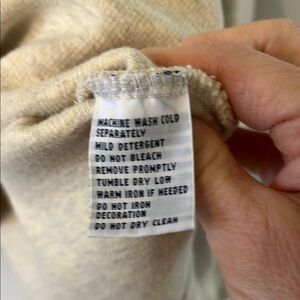 MACHINE WASH COLD
SEPARATELY
MILD DETERGENT
DO NOT BLEACH
REMOVE PROMPTLY
TUMBLE DRY LOW
WARM IRON IF NEEDED
DO NOT IRON
DECORATION
DO NOT DRY CLEAN